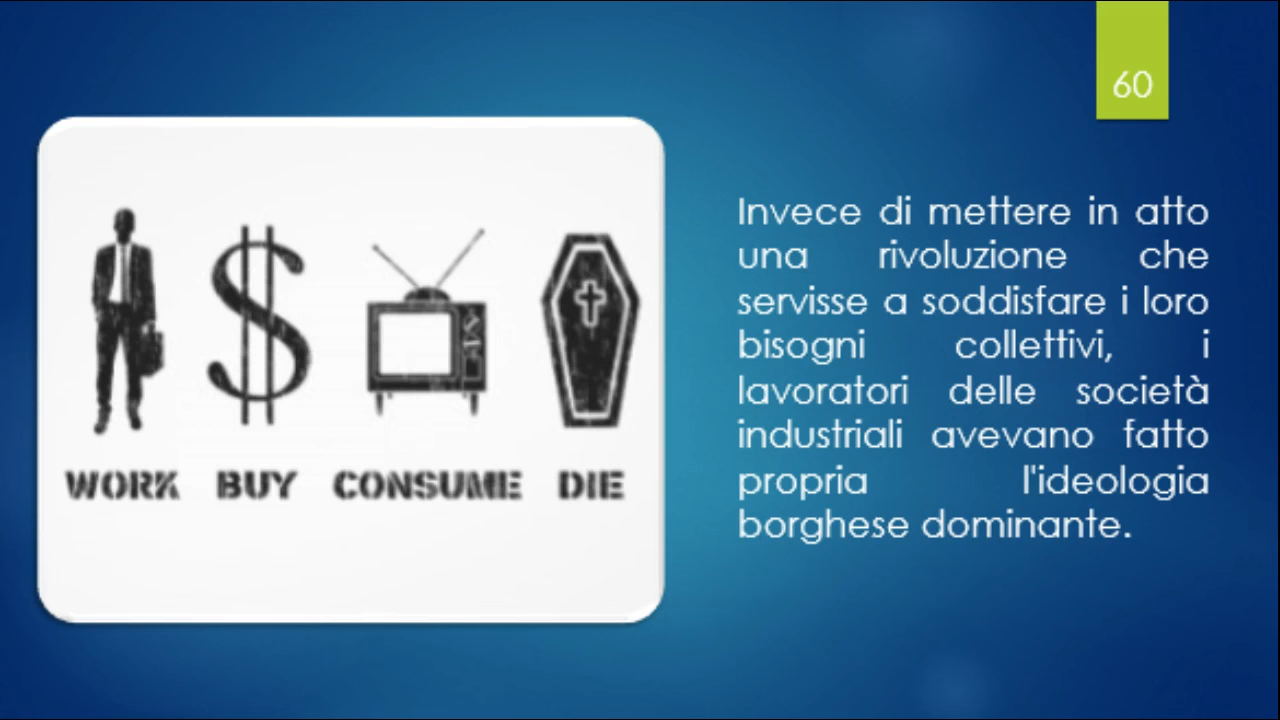 60
WORK BUY CONSUME DIE
Invece di mettere in atto
una rivoluzione che
servisse a soddisfare i loro
bisogni collettivi, i
lavoratori delle società
industriali avevano fatto
propria l'ideologia
borghese dominante.